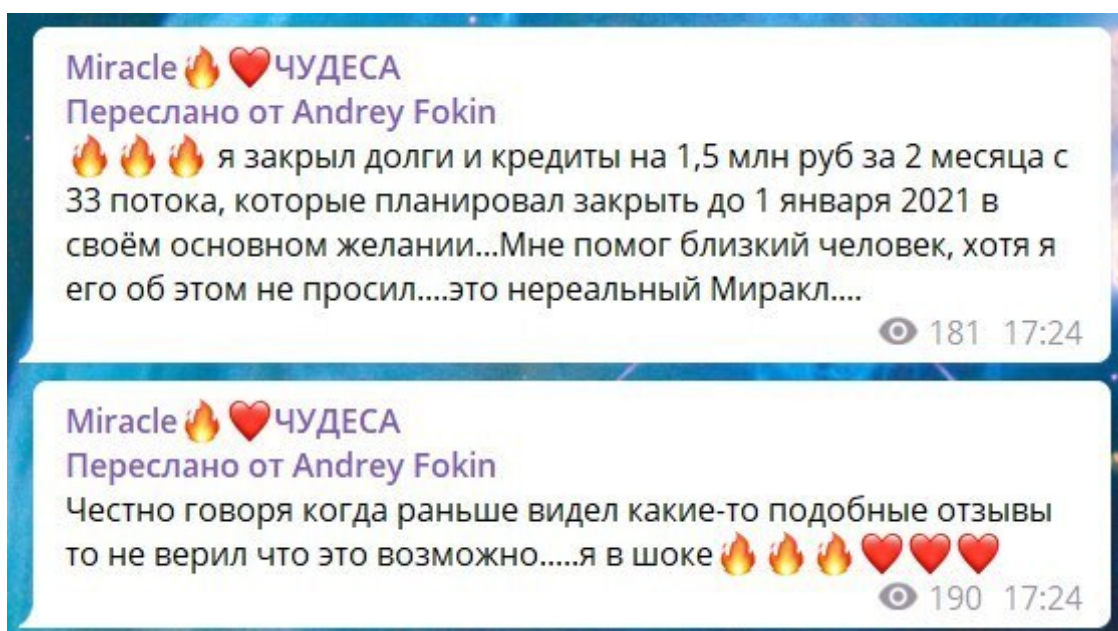 Miracle🔥❤️ЧУДЕСА
Переслано от Andrey Fokin
🔥🔥🔥 я закрыл долги и кредиты на 1,5 млн руб за 2 месяца с
33 потока, которые планировал закрыть до 1 января 2021 в
своём основном желании...Мне помог близкий человек, хотя я
его об этом не просил....это нереальный Миракл....
181 17:24
Miracle🔥❤️ЧУДЕСА
Переслано от Andrey Fokin
Честно говоря когда раньше видел какие-то подобные отзывы
то не верил что это возможно.....я в шоке🔥🔥🔥❤️❤️❤️
190 17:24